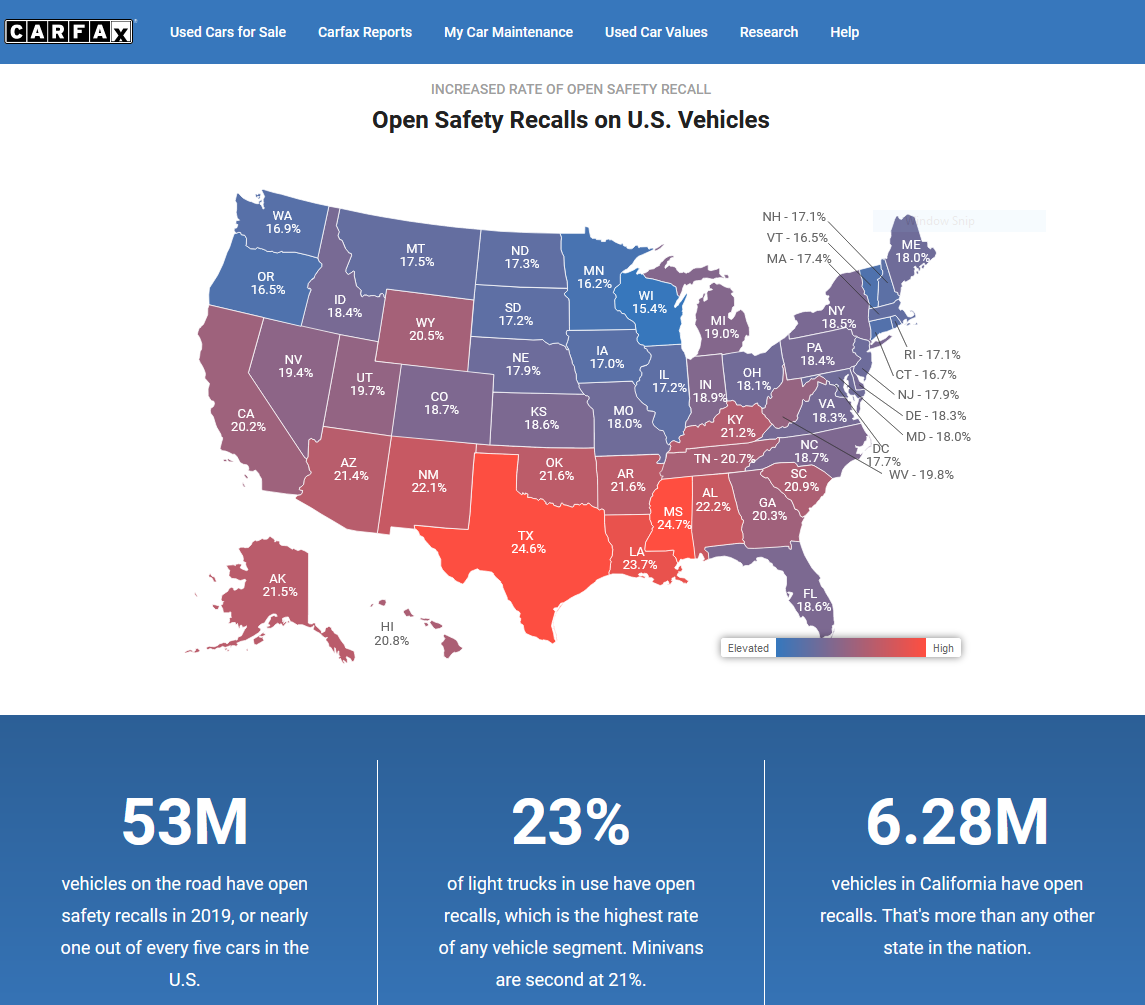 CARFAX
Used Cars for Sale
Carfax Reports
My Car Maintenance
Used Car Values
Research
Help
INCREASED RATE OF OPEN SAFETY RECALL
Open Safety Recalls on U.S. Vehicles
WA
16.9%
OR
16.5%
CA
20.2%
NV
19.4%
ID
18.4%
MT
17.5%
WY
20.5%
UT
19.7%
CO
18.7%
AZ
21.4%
NM
22.1%
ND
17.3%
SD
17.2%
NE
17.9%
KS
18.6%
OK
21.6%
TX
24.6%
MN
16.2%
IA
17.0%
MO
18.0%
AR
21.6%
LA
23.7%
WI
15.4%
IL
17.2%
MI
19.0%
IN
18.9%
OH
18.1%
KY
21.2%
TN - 20.7%
MS
24.7%
AL
22.2%
GA
20.3%
FL
18.6%
SC
20.9%
NC
18.7%
VA
18.3%
PA
18.4%
NY
18.5%
ME
18.0%
NH - 17.1%
VT - 16.5%
MA - 17.4%
Window Snip
RI - 17.1%
CT - 16.7%
NJ - 17.9%
DE - 18.3%
MD - 18.0%
DC
17.7%
WV - 19.8%
AK
21.5%
HI
20.8%
Elevated
High
53M
vehicles on the road have open
safety recalls in 2019, or nearly
one out of every five cars in the
U.S.
23%
of light trucks in use have open
recalls, which is the highest rate
of any vehicle segment. Minivans
are second at 21%.
6.28M
vehicles in California have open
recalls. That's more than any other
state in the nation.